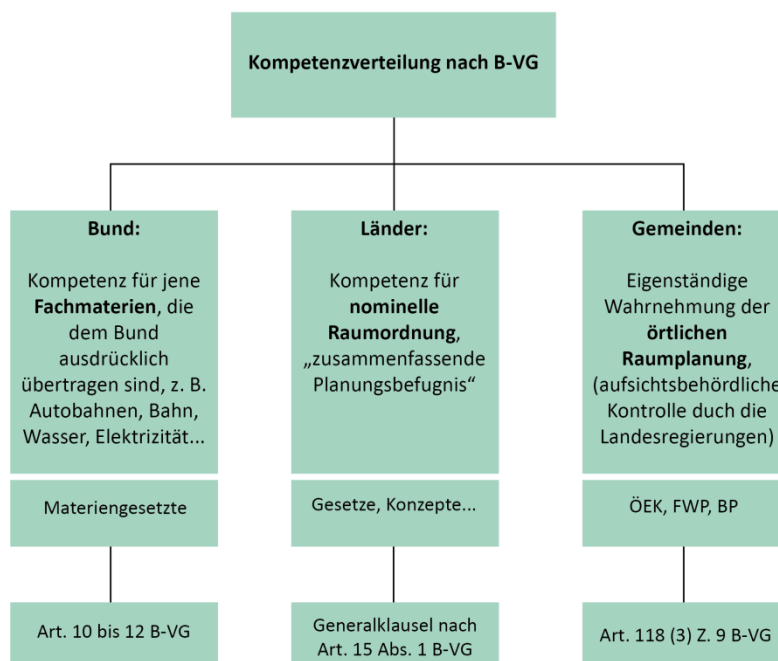 Kompetenzverteilung nach B-VG
Bund:
Kompetenz für jene
Fachmaterien, die
dem Bund
ausdrücklich
übertragen sind, z. B.
Autobahnen, Bahn,
Wasser, Elektrizität...
Materiengesetzte
Art. 10 bis 12 B-VG
Länder:
Kompetenz für
nominelle
Raumordnung,
„zusammenfassende
Planungsbefugnis“
Gesetze, Konzepte...
Generalklausel nach
Art. 15 Abs. 1 B-VG
Gemeinden:
Eigenständige
Wahrnehmung der
örtlichen
Raumplanung,
(aufsichtsbehördliche
Kontrolle duch die
Landesregierungen)
ÖEK, FWP, BP
Art. 118 (3) Z. 9 B-VG